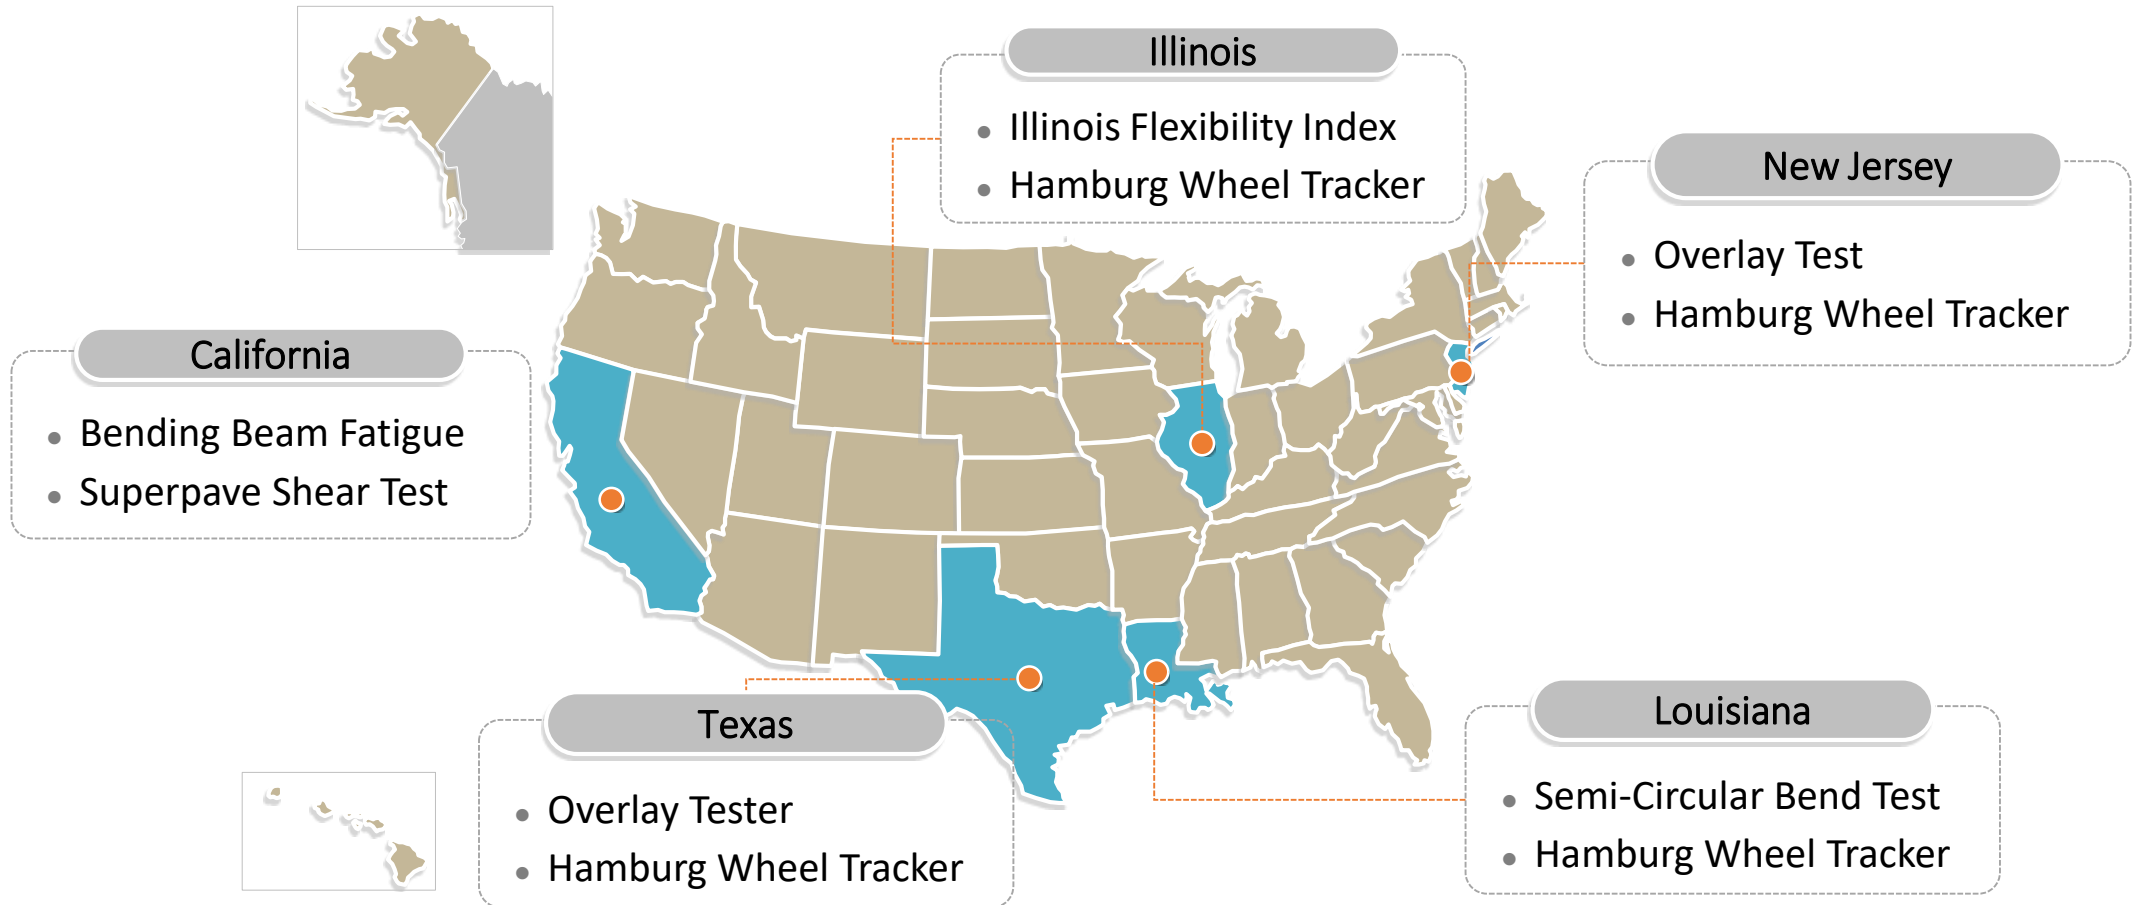 Illinois
• Illinois Flexibility Index
• Hamburg Wheel Tracker
New Jersey
• Overlay Test
• Hamburg Wheel Tracker
California
• Bending Beam Fatigue
• Superpave Shear Test
Texas
• Overlay Tester
• Hamburg Wheel Tracker
Louisiana
• Semi-Circular Bend Test
• Hamburg Wheel Tracker